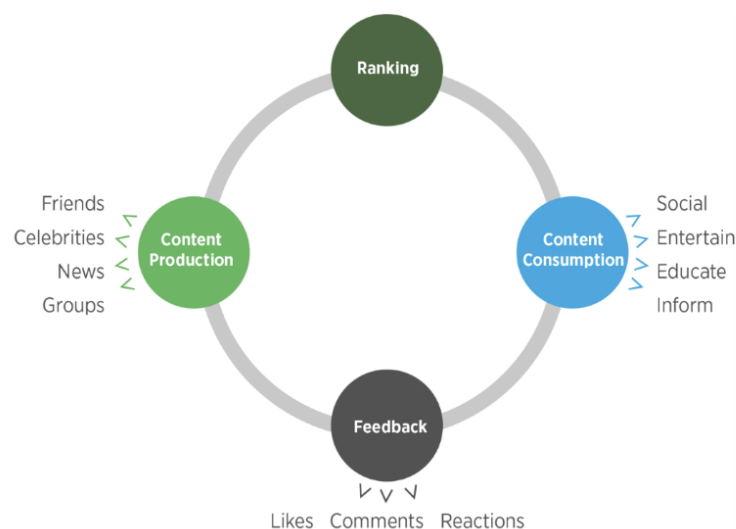 Ranking
Friends
Celebrities
News
Groups
Content
Production
Content
Consumption
Social
Entertain
Educate
Inform
Feedback
Likes Comments Reactions